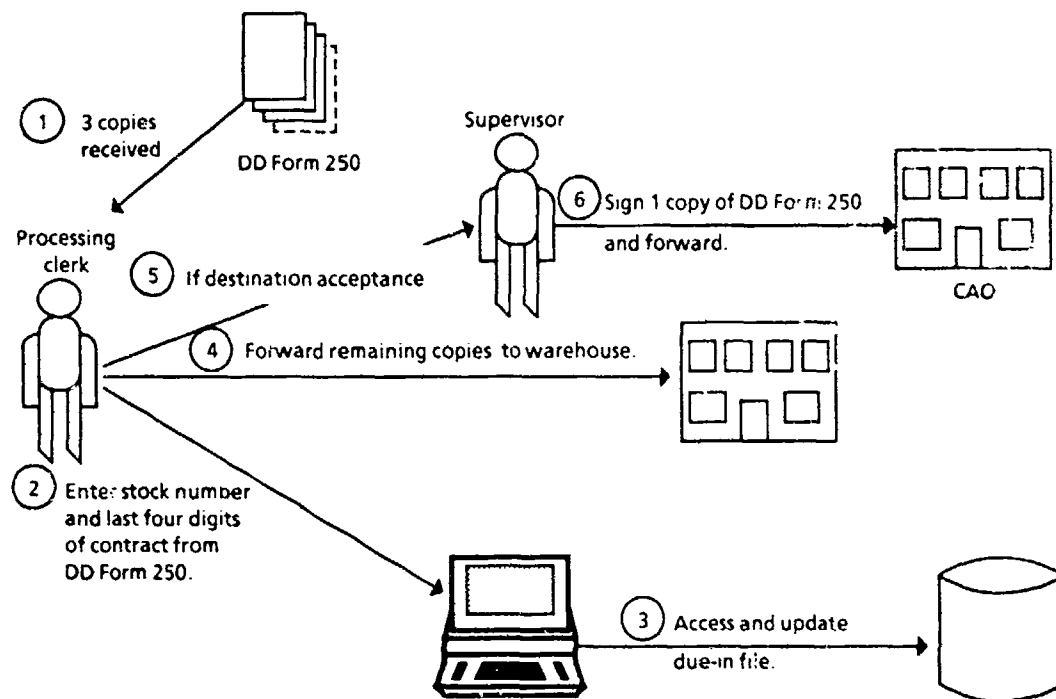 1
3 copies
received
DD Form 250
Supervisor
6
Sign 1 copy of DD Form 250
and forward.
CAO
Processing
clerk
5
If destination acceptance
4
Forward remaining copies to warehouse.
2
Enter stock number
and last four digits
of contract from
DD Form 250.
3
Access and update
due-in file.